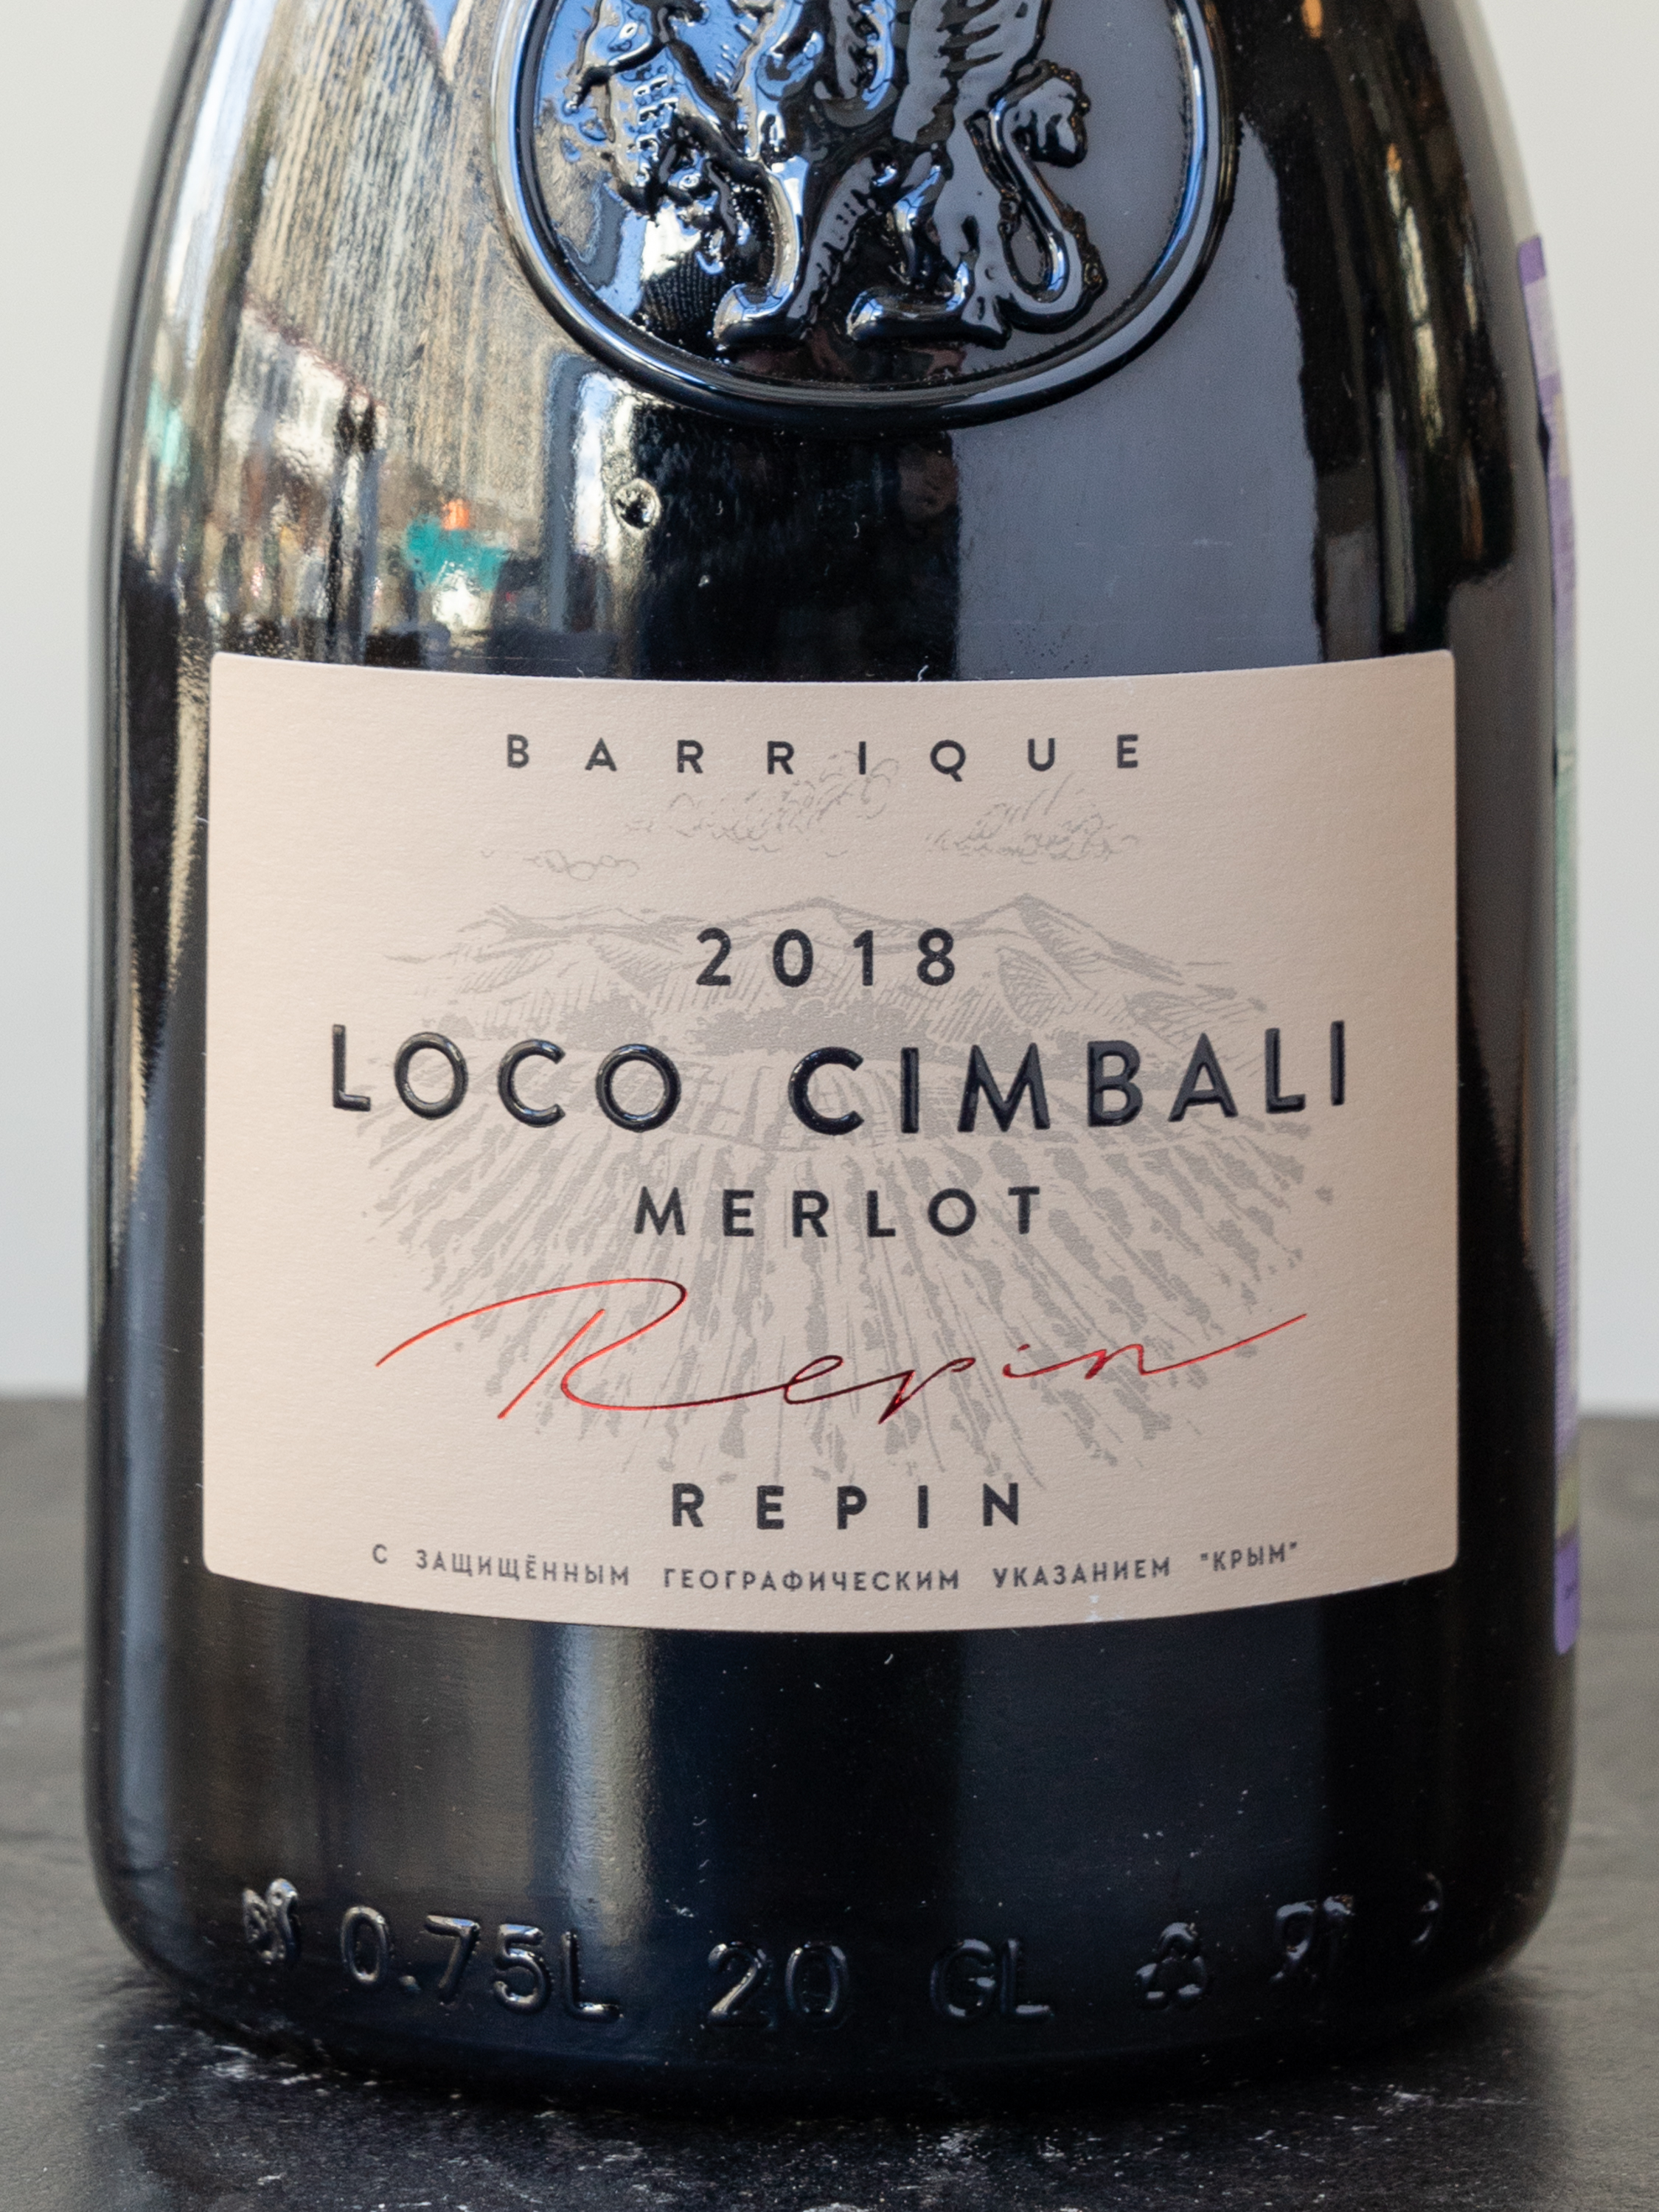 BARRIQUE
2018
LOCO CIMBALI
MERLOT
Repin
REPIN
С ЗАЩИЩЁННЫМ ГЕОГРАФИЧЕСКИМ УКАЗАНИЕМ "КРЫМ"
0.75L 20 GL